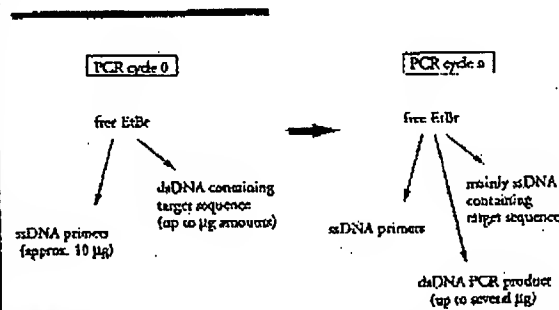 PCR cycle 0
free EtBr
ssDNA primers
(approx. 10 µg)
dsDNA containing
target sequence
(up to µg amounts)
PCR cycle n
free EtBr
ssDNA primers
mainly ssDNA
containing
target sequence
dsDNA PCR product
(up to several µg)